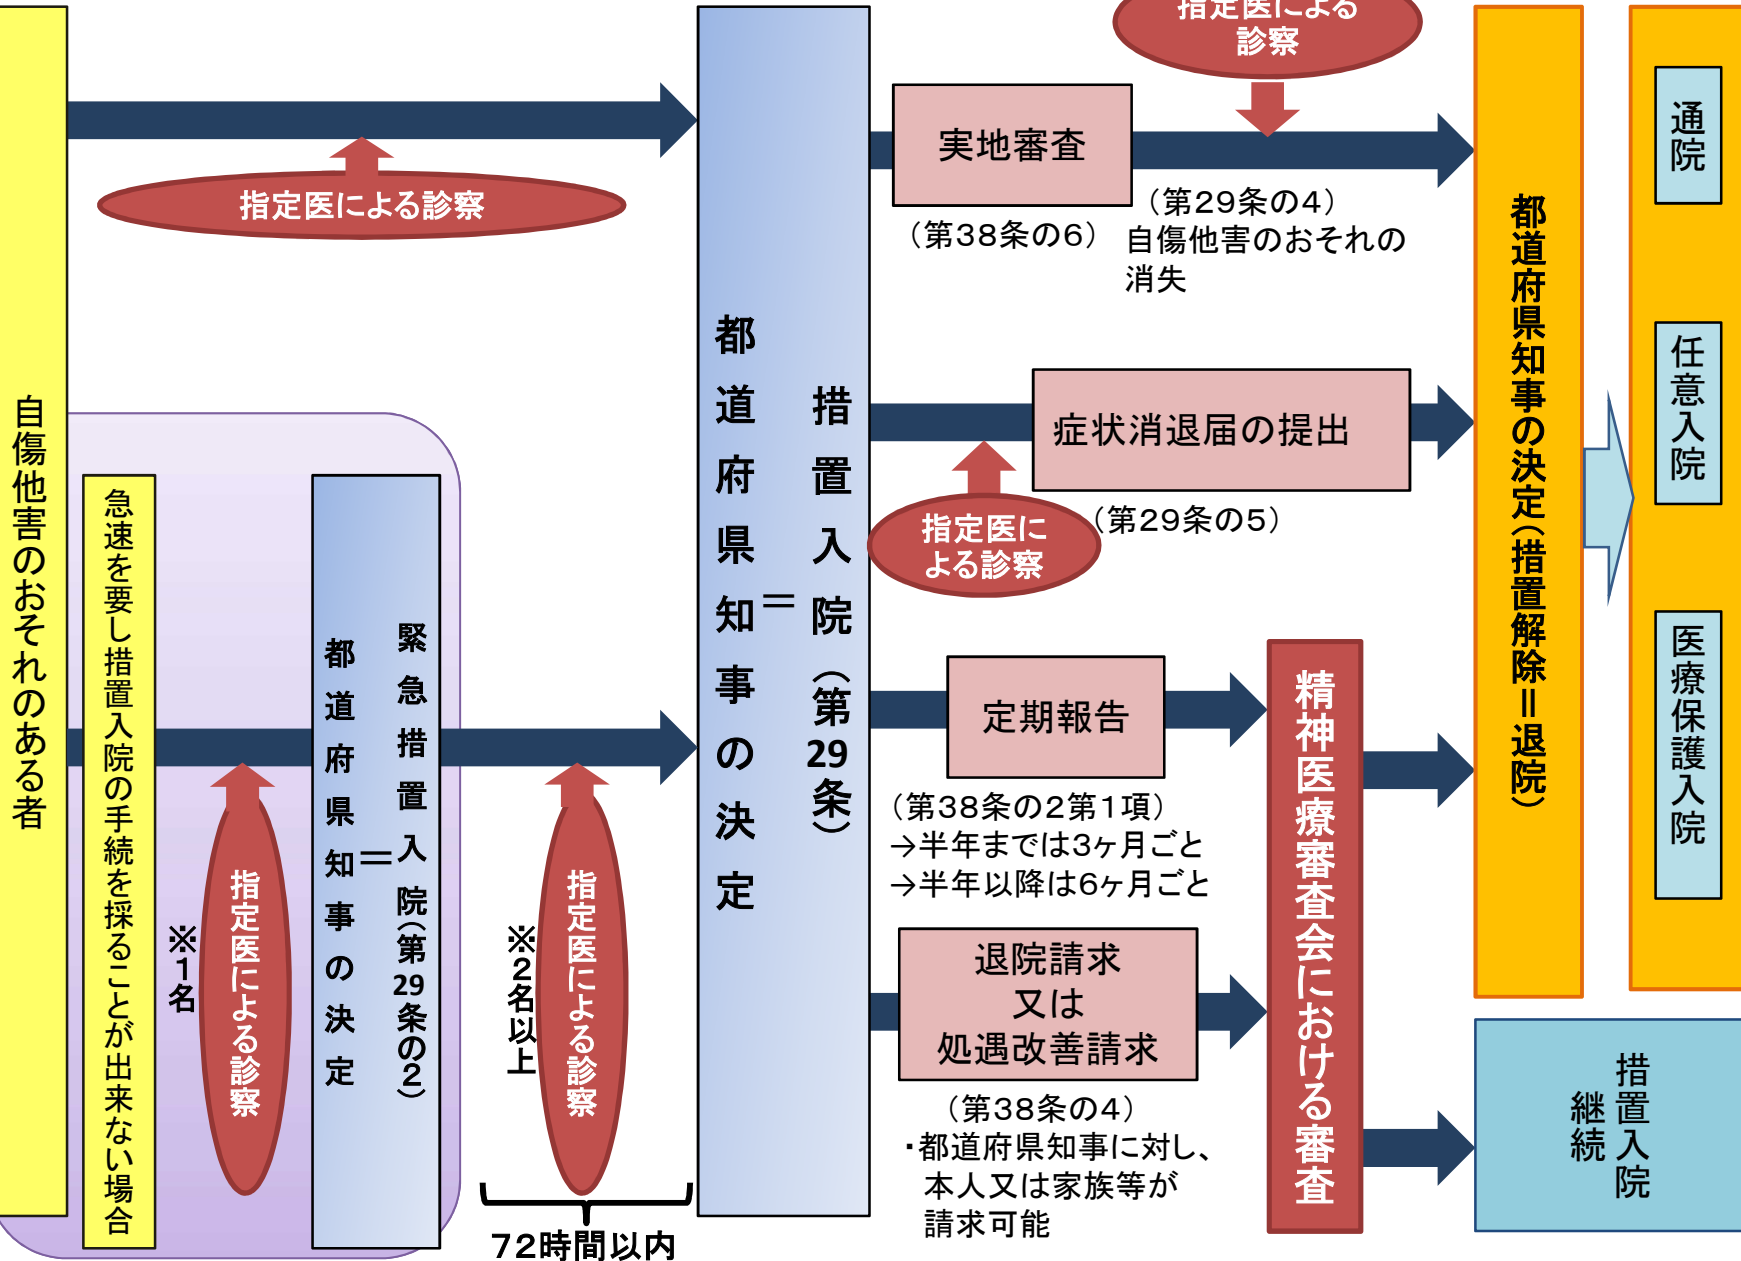 自傷他害のおそれのある者
指定医による診察
急速を要し措置入院の手続を採ることが出来ない場合
※1名
指定医による診察
緊急措置入院(第29条の2)
＝
都道府県知事の決定
※2名以上
指定医による診察
72時間以内
措置入院(第29条)
＝
都道府県知事の決定
指定医による
診察
実地審査
(第38条の6)
(第29条の4)
自傷他害のおそれの
消失
症状消退届の提出
(第29条の5)
指定医に
よる診察
定期報告
(第38条の2第1項)
→半年までは3ヶ月ごと
→半年以降は6ヶ月ごと
退院請求
又は
処遇改善請求
(第38条の4)
・都道府県知事に対し、
本人又は家族等が
請求可能
精神医療審査会における審査
都道府県知事の決定(措置解除＝退院)
通院
任意入院
医療保護入院
措置入院
継続